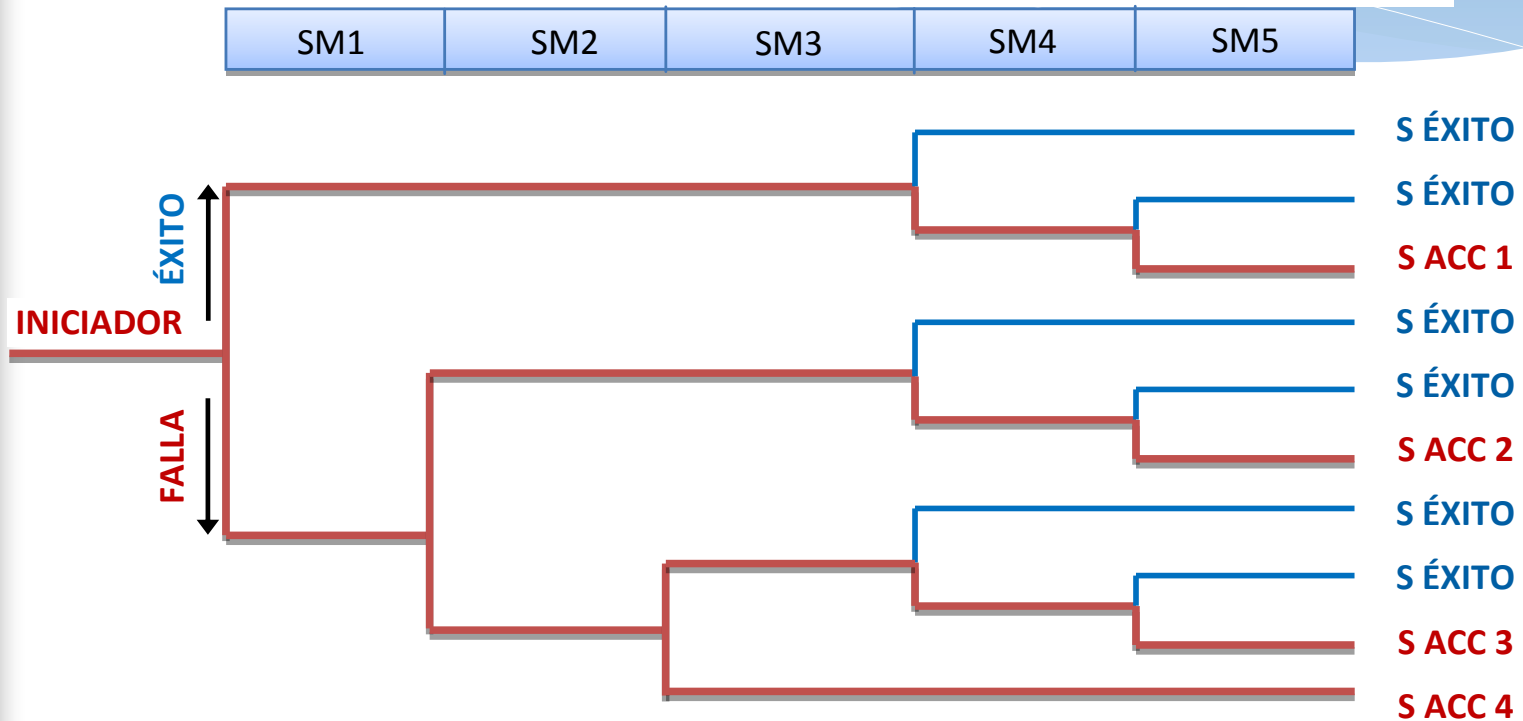 SM1 SM2 SM3 SM4 SM5
S ÉXITO
S ÉXITO
S ACC 1
ÉXITO
INICIADOR
FALLA
S ÉXITO
S ÉXITO
S ACC 2
S ÉXITO
S ÉXITO
S ACC 3
S ACC 4